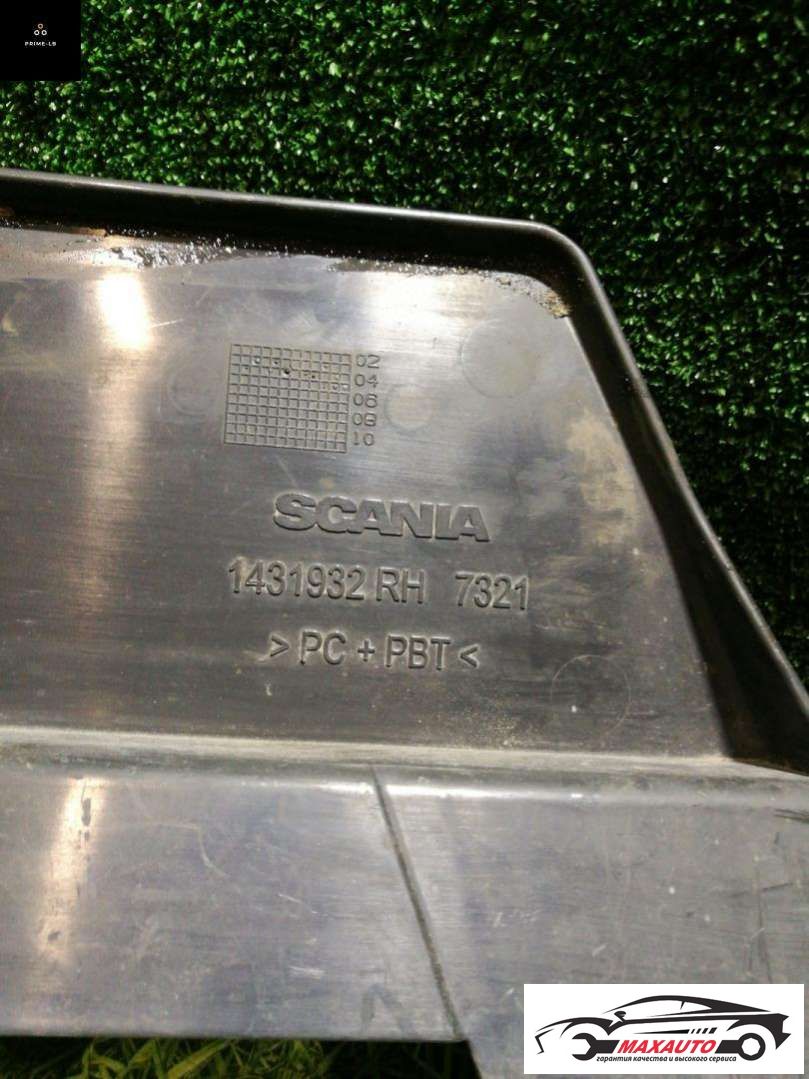 PRIME-LB
02
04
06
08
10
SCANIA
1431932 RH 7321
> PC + PBT <
MAXAUTO
гарантия качества и высокого сервиса